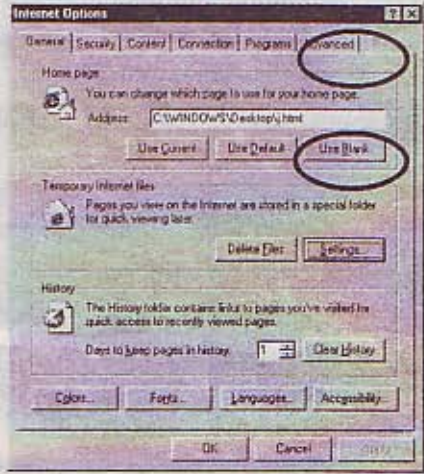 Internet Options
General Security Content Connection Programs Advanced
Home page
You can change which page to use for your home page.
Address: C:\WINDOWS\Desktop\j.html
Use Current Use Default Use Blank
Temporary Internet files
Pages you view on the Internet are stored in a special folder
for quick viewing later.
Delete Files Settings...
History
The History folder contains links to pages you've visited for
quick access to recently viewed pages.
Days to keep pages in history: 1 Clear History
Colors... Fonts... Languages... Accessibility...
OK Cancel Apply